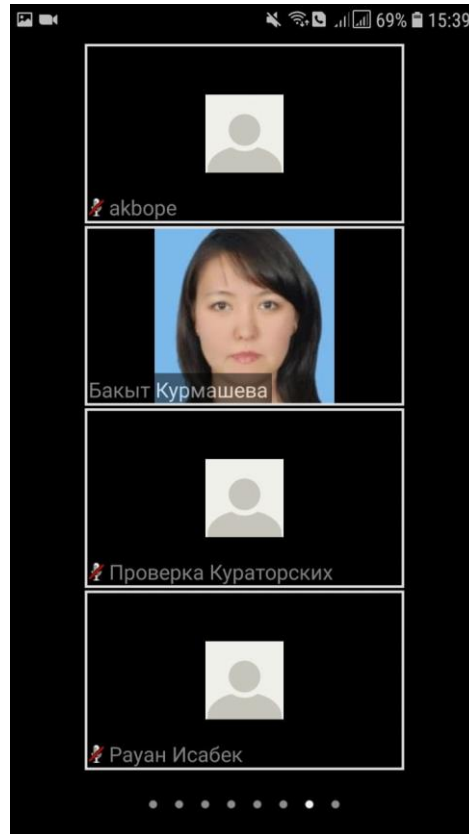 69% 15:39
akbope
Бакыт Курмашева
Проверка Кураторских
Рауан Исабек